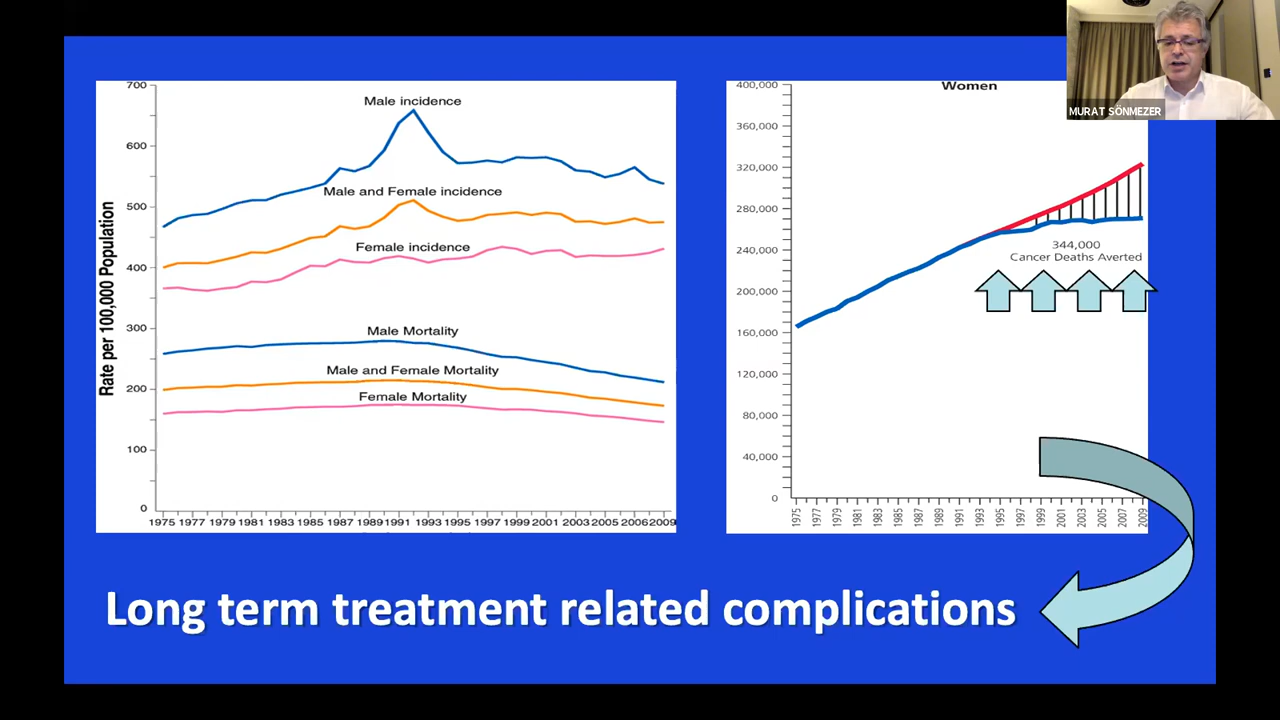 MURAT SÖNMEZER
Rate per 100,000 Population
700
600
500
400
300
200
100
0
Male incidence
Male and Female incidence
Female incidence
Male Mortality
Male and Female Mortality
Female Mortality
1975 1977 1979 1981 1983 1985 1987 1989 1991 1993 1995 1997 1999 2001 2003 2005 2006 2009
Women
400,000
360,000
320,000
280,000
240,000
200,000
160,000
120,000
80,000
40,000
0
344,000
Cancer Deaths Averted
1975 1977 1979 1981 1983 1985 1987 1989 1991 1993 1995 1997 1999 2001 2003 2005 2007 2009
Long term treatment related complications